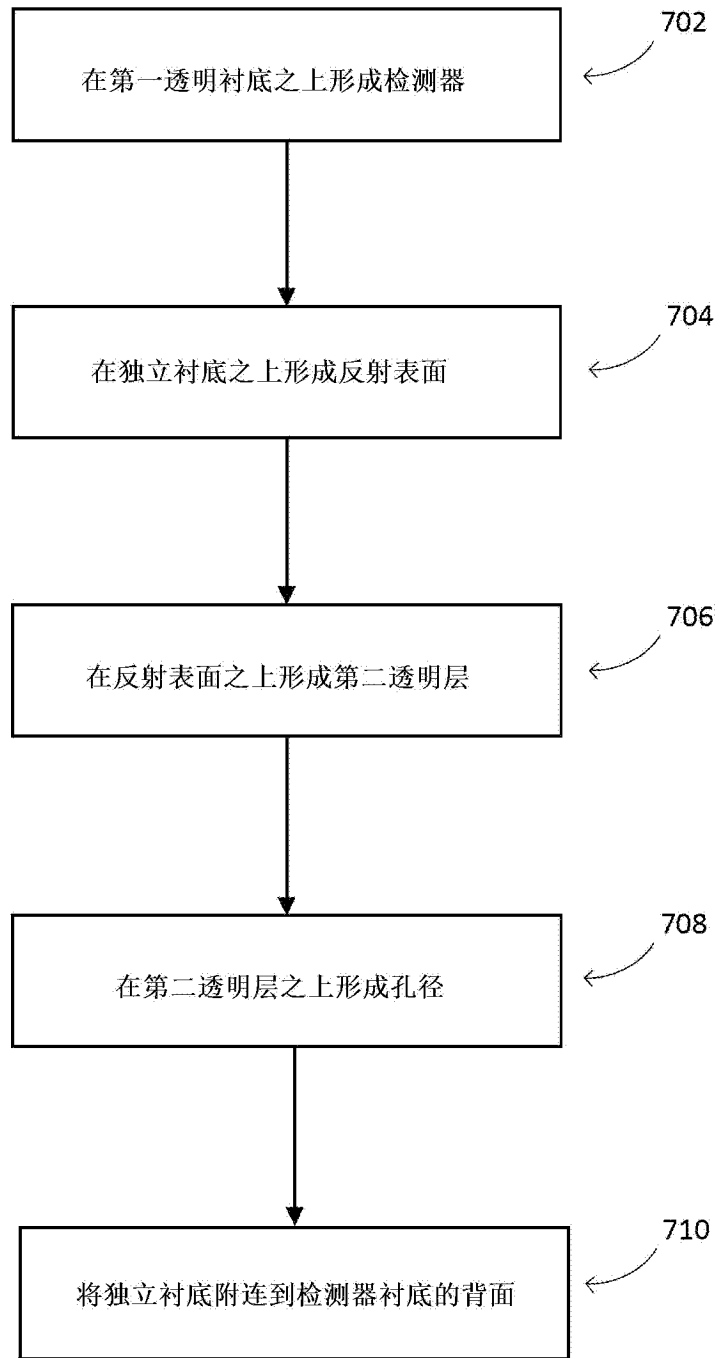 702
在第一透明衬底之上形成检测器
704
在独立衬底之上形成反射表面
706
在反射表面之上形成第二透明层
708
在第二透明层之上形成孔径
710
将独立衬底附连到检测器衬底的背面